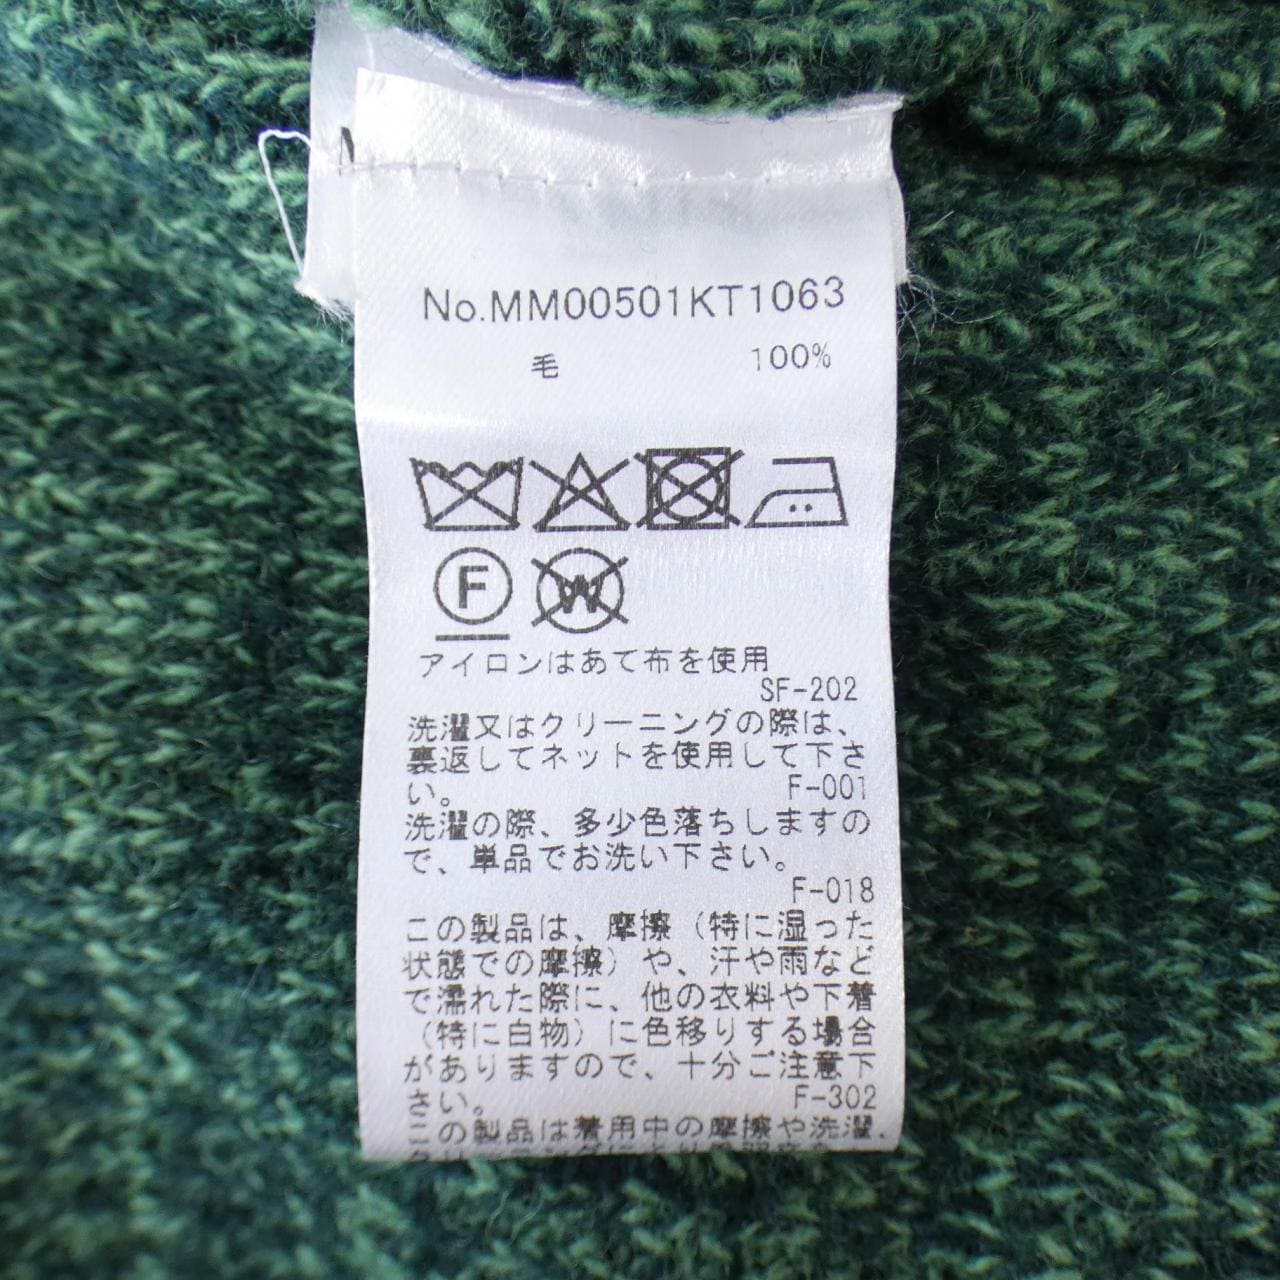 No.MM00501KT1063
毛 100%
F W
アイロンはあて布を使用
SF-202
洗濯又はクリーニングの際は、
裏返してネットを使用して下さ
い。 F-001
洗濯の際、多少色落ちしますの
で、単品でお洗い下さい。
F-018
この製品は、摩擦（特に湿った
状態での摩擦）や、汗や雨など
で濡れた際に、他の衣料や下着
（特に白物）に色移りする場合
がありますので、十分ご注意下
さい。 F-302
この製品は着用中の摩擦や洗濯、